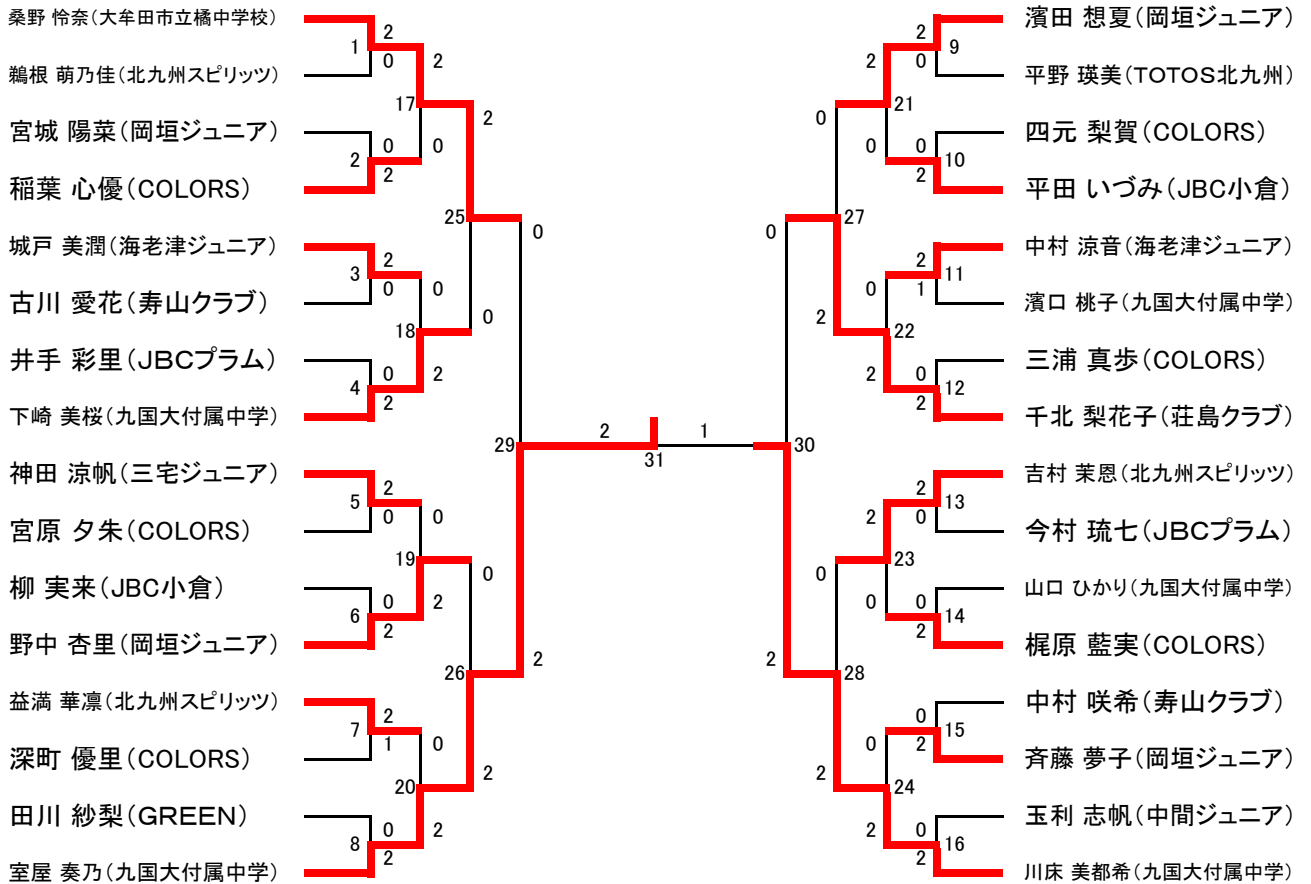 桑野 怜奈(大牟田市立橘中学校)
鵜根 萌乃佳(北九州スピリッツ)
宮城 陽菜(岡垣ジュニア)
稲葉 心優(COLORS)
城戸 美潤(海老津ジュニア)
古川 愛花(寿山クラブ)
井手 彩里(JBCプラム)
下崎 美桜(九国大付属中学)
神田 涼帆(三宅ジュニア)
宮原 夕朱(COLORS)
柳 実来(JBC小倉)
野中 杏里(岡垣ジュニア)
益満 華凛(北九州スピリッツ)
深町 優里(COLORS)
田川 紗梨(GREEN)
室屋 奏乃(九国大付属中学)
1
2
0
2
0
2
3
2
0
4
0
2
5
2
0
6
0
2
7
2
1
8
0
2
17
2
0
18
0
2
19
0
2
20
0
2
25
2
0
26
0
2
29
0
2
2
31
1
30
0
2
27
0
2
28
0
2
21
2
0
22
0
2
23
2
0
24
0
2
2
0
9
0
2
10
2
1
11
0
2
12
2
0
13
0
2
14
0
2
15
0
2
16
濱田 想夏(岡垣ジュニア)
平野 瑛美(TOTOS北九州)
四元 梨賀(COLORS)
平田 いづみ(JBC小倉)
中村 涼音(海老津ジュニア)
濱口 桃子(九国大付属中学)
三浦 真歩(COLORS)
千北 梨花子(荘島クラブ)
吉村 茉恩(北九州スピリッツ)
今村 琉七(JBCプラム)
山口 ひかり(九国大付属中学)
梶原 藍実(COLORS)
中村 咲希(寿山クラブ)
斉藤 夢子(岡垣ジュニア)
玉利 志帆(中間ジュニア)
川床 美都希(九国大付属中学)